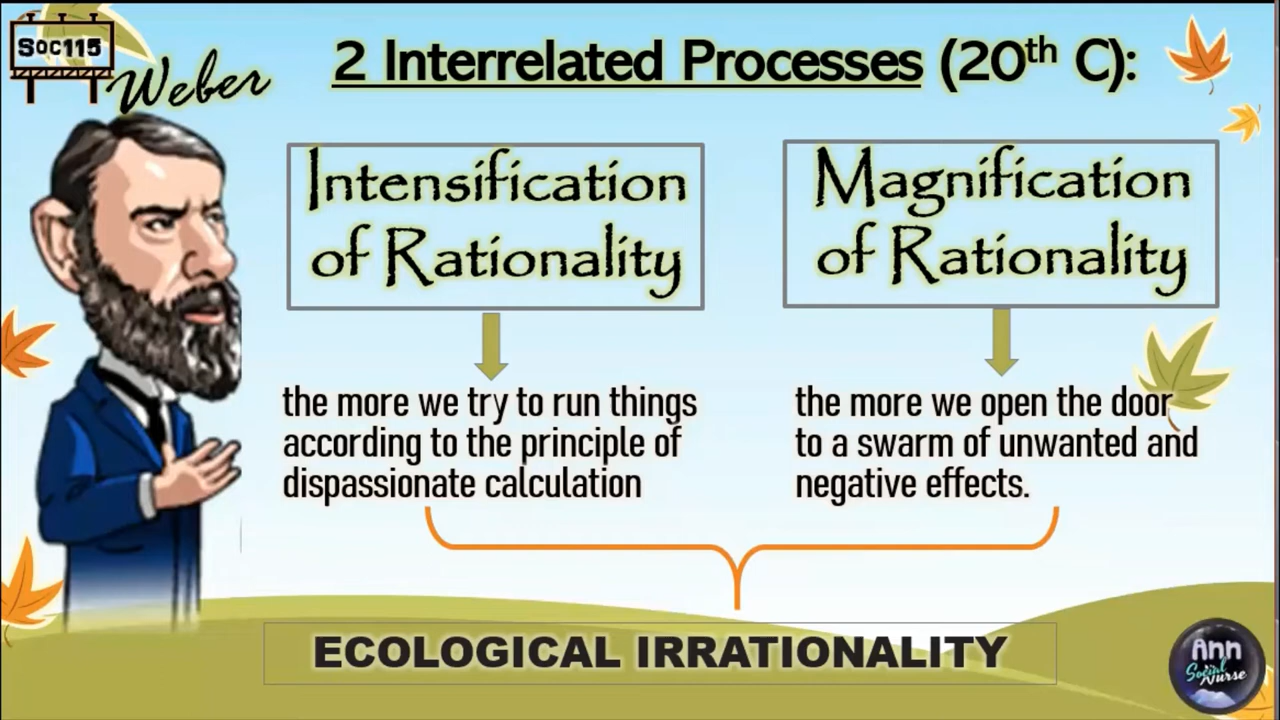 Soc115
Weber
2 Interrelated Processes (20th C):
Intensification
of Rationality
the more we try to run things
according to the principle of
dispassionate calculation
Magnification
of Rationality
the more we open the door
to a swarm of unwanted and
negative effects.
ECOLOGICAL IRRATIONALITY
Ann
Social
Nurse